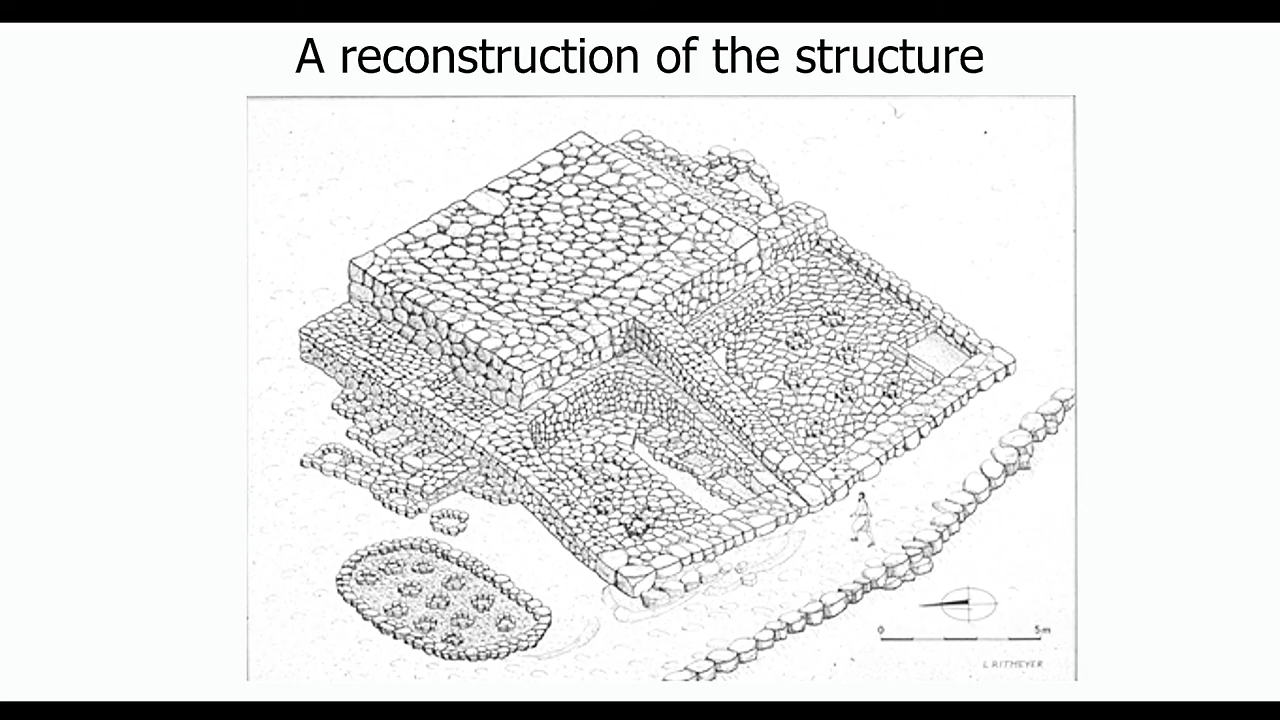 A reconstruction of the structure
0 5m
L. RITMEYER